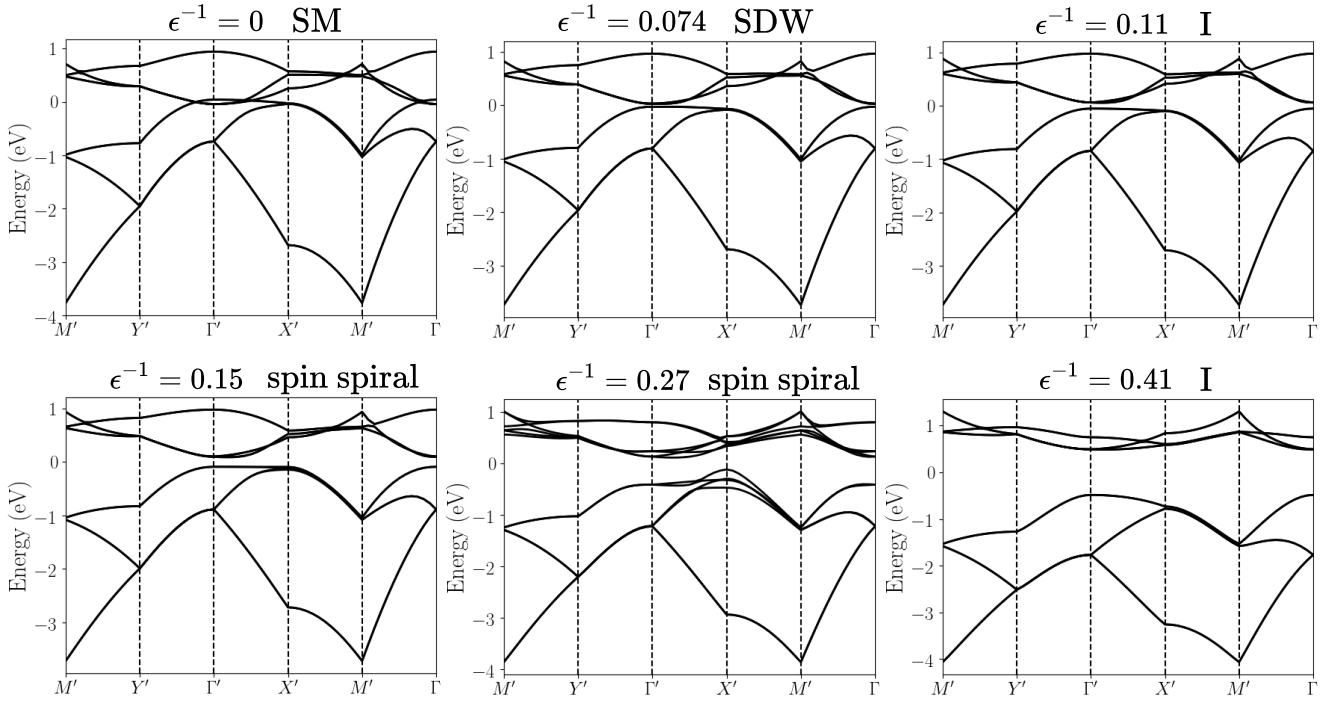 ϵ⁻¹ = 0 SM
ϵ⁻¹ = 0.074 SDW
ϵ⁻¹ = 0.11 I
Energy (eV)
1
0
−1
−2
−3
−4
M′ Y′ Γ′ X′ M′ Γ
Energy (eV)
1
0
−1
−2
−3
M′ Y′ Γ′ X′ M′ Γ
Energy (eV)
1
0
−1
−2
−3
M′ Y′ Γ′ X′ M′ Γ
ϵ⁻¹ = 0.15 spin spiral
ϵ⁻¹ = 0.27 spin spiral
ϵ⁻¹ = 0.41 I
Energy (eV)
1
0
−1
−2
−3
M′ Y′ Γ′ X′ M′ Γ
Energy (eV)
1
0
−1
−2
−3
−4
M′ Y′ Γ′ X′ M′ Γ
Energy (eV)
1
0
−1
−2
−3
−4
M′ Y′ Γ′ X′ M′ Γ